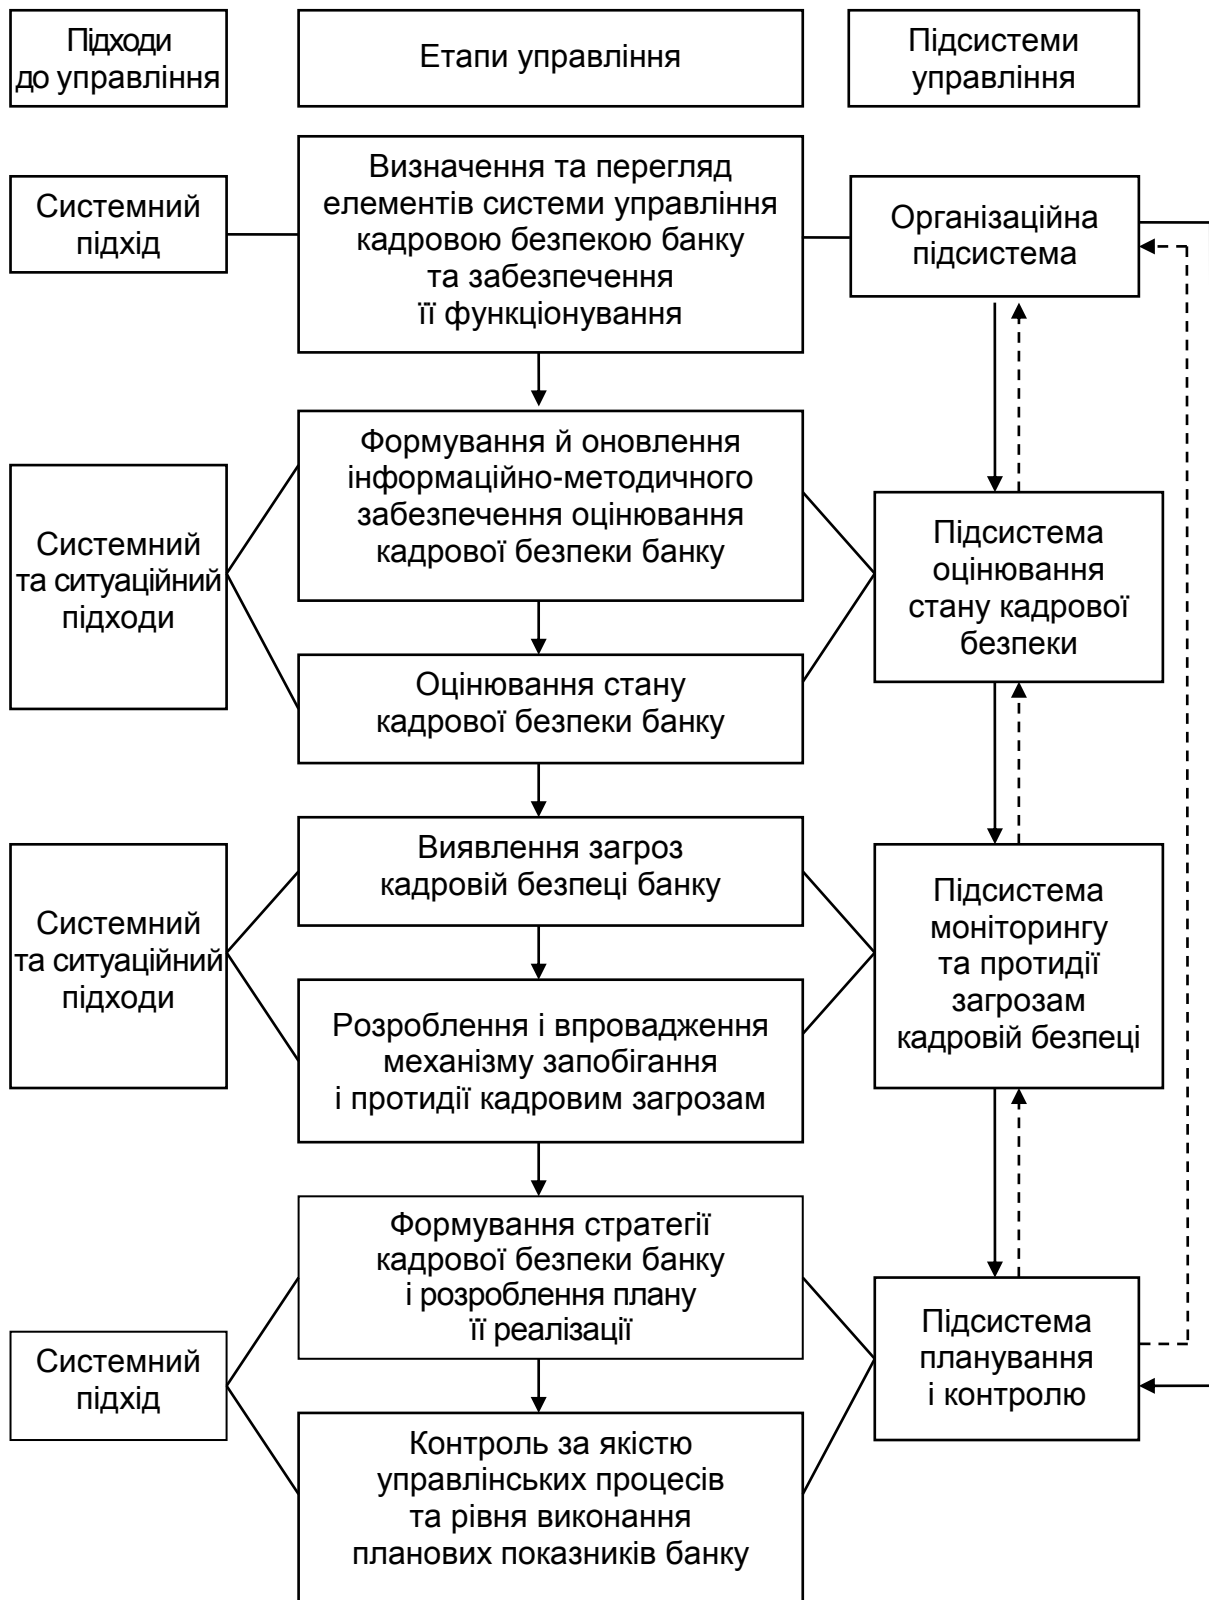 Підходи
до управління
Етапи управління
Підсистеми
управління
Системний
підхід
Визначення та перегляд
елементів системи управління
кадровою безпекою банку
та забезпечення
її функціонування
Організаційна
підсистема
Системний
та ситуаційний
підходи
Формування й оновлення
інформаційно-методичного
забезпечення оцінювання
кадрової безпеки банку
Оцінювання стану
кадрової безпеки банку
Підсистема
оцінювання
стану кадрової
безпеки
Системний
та ситуаційний
підходи
Виявлення загроз
кадровій безпеці банку
Розроблення і впровадження
механізму запобігання
і протидії кадровим загрозам
Підсистема
моніторингу
та протидії
загрозам
кадровій безпеці
Системний
підхід
Формування стратегії
кадрової безпеки банку
і розроблення плану
її реалізації
Контроль за якістю
управлінських процесів
та рівня виконання
планових показників банку
Підсистема
планування
і контролю